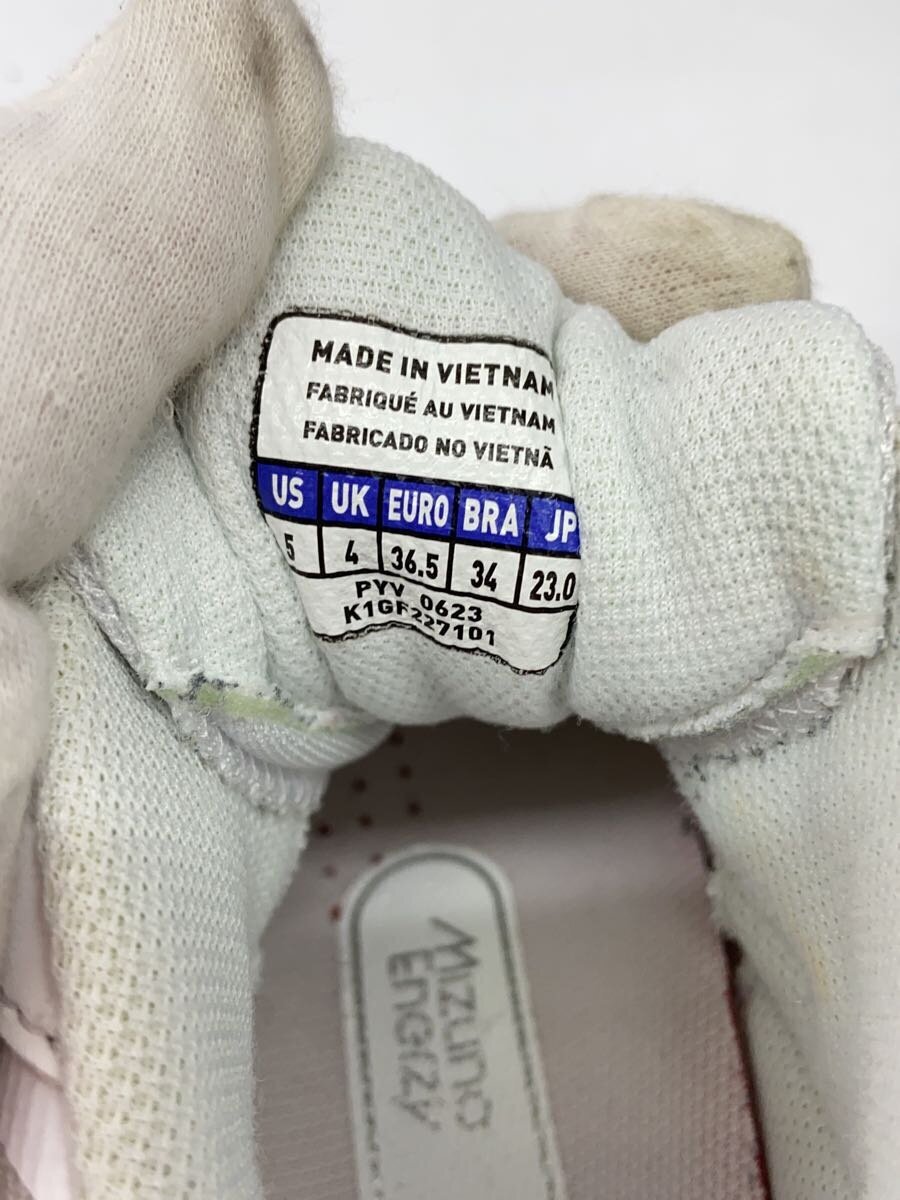 MADE IN VIETNAM
FABRIQUÉ AU VIETNAM
FABRICADO NO VIETNÃ
US UK EURO BRA JP
5 4 36.5 34 23.0
PYV 0623
K1GF227101
MIZUNO
ENERZY